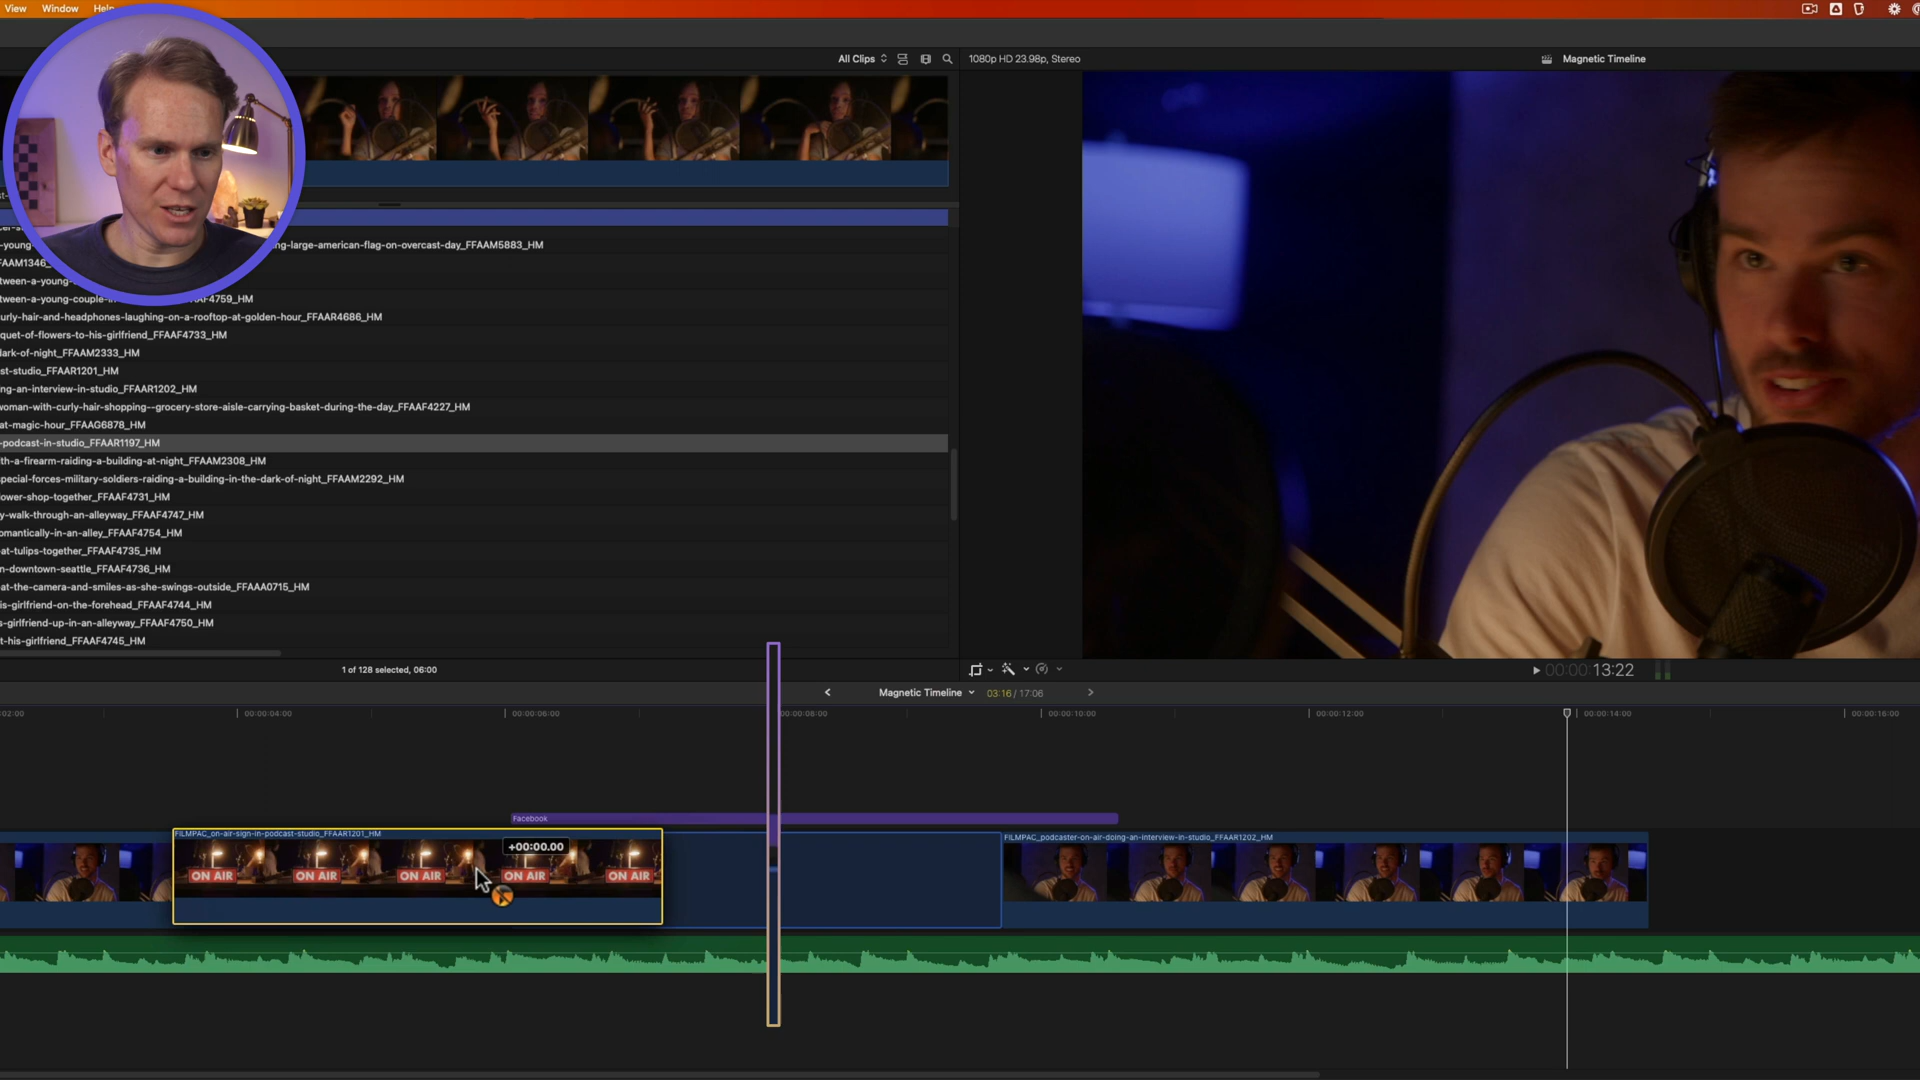 View Window Help
All Clips
1080p HD 23.98p, Stereo
Magnetic Timeline
ng-large-american-flag-on-overcast-day_FFAAM5883_HM
-young
FAAM1346_
tween-a-young-
tween-a-young-couple-
AF4759_HM
urly-hair-and-headphones-laughing-on-a-rooftop-at-golden-hour_FFAAR4686_HM
quet-of-flowers-to-his-girlfriend_FFAAF4733_HM
dark-of-night_FFAAM2333_HM
st-studio_FFAAR1201_HM
ng-an-interview-in-studio_FFAAR1202_HM
woman-with-curly-hair-shopping--grocery-store-aisle-carrying-basket-during-the-day_FFAAF4227_HM
at-magic-hour_FFAAG6878_HM
-podcast-in-studio_FFAAR1197_HM
ith-a-firearm-raiding-a-building-at-night_FFAAM2308_HM
special-forces-military-soldiers-raiding-a-building-in-the-dark-of-night_FFAAM2292_HM
lower-shop-together_FFAAF4731_HM
y-walk-through-an-alleyway_FFAAF4747_HM
omantically-in-an-alley_FFAAF4754_HM
at-tulips-together_FFAAF4735_HM
n-downtown-seattle_FFAAF4736_HM
at-the-camera-and-smiles-as-she-swings-outside_FFAAA0715_HM
is-girlfriend-on-the-forehead_FFAAF4744_HM
s-girlfriend-up-in-an-alleyway_FFAAF4750_HM
t-his-girlfriend_FFAAF4745_HM
1 of 128 selected, 06:00
00:00:13:22
Magnetic Timeline
03:16 / 17:06
:02:00
00:00:04:00
00:00:06:00
00:00:08:00
00:00:10:00
00:00:12:00
00:00:14:00
00:00:16:00
Facebook
FILMPAC_on-air-sign-in-podcast-studio_FFAAR1201_HM
FILMPAC_podcaster-on-air-doing-an-interview-in-studio_FFAAR1202_HM
+00:00.00
ON AIR ON AIR ON AIR ON AIR ON AIR